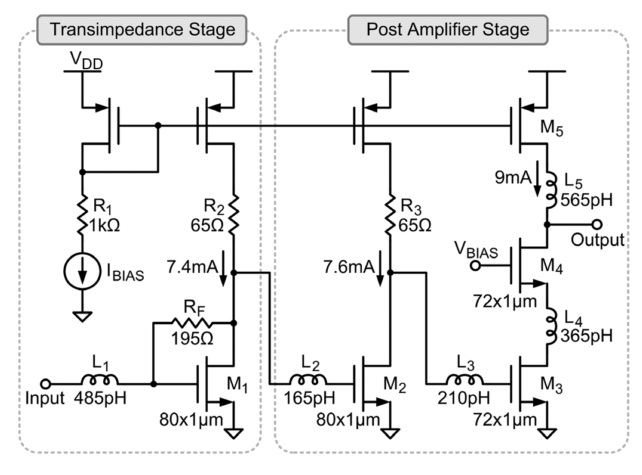 Transimpedance Stage
Post Amplifier Stage
VDD
M5
9mA
L5
565pH
R1
1kΩ
R2
65Ω
R3
65Ω
Output
VBIAS
M4
72x1μm
IBIAS
7.4mA
7.6mA
RF
195Ω
L4
365pH
L1
485pH
Input
M1
80x1μm
L2
165pH
M2
80x1μm
L3
210pH
M3
72x1μm